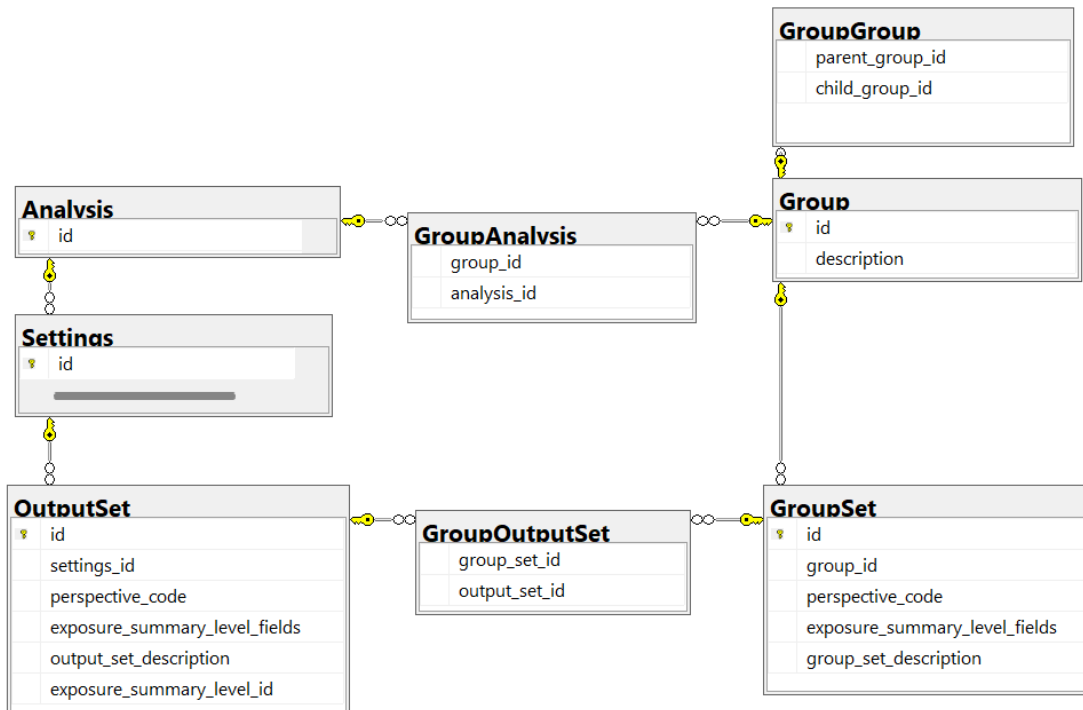 GroupGroup
parent_group_id
child_group_id
Analysis
id
GroupAnalysis
group_id
analysis_id
Group
id
description
Settings
id
OutputSet
id
settings_id
perspective_code
exposure_summary_level_fields
output_set_description
exposure_summary_level_id
GroupOutputSet
group_set_id
output_set_id
GroupSet
id
group_id
perspective_code
exposure_summary_level_fields
group_set_description